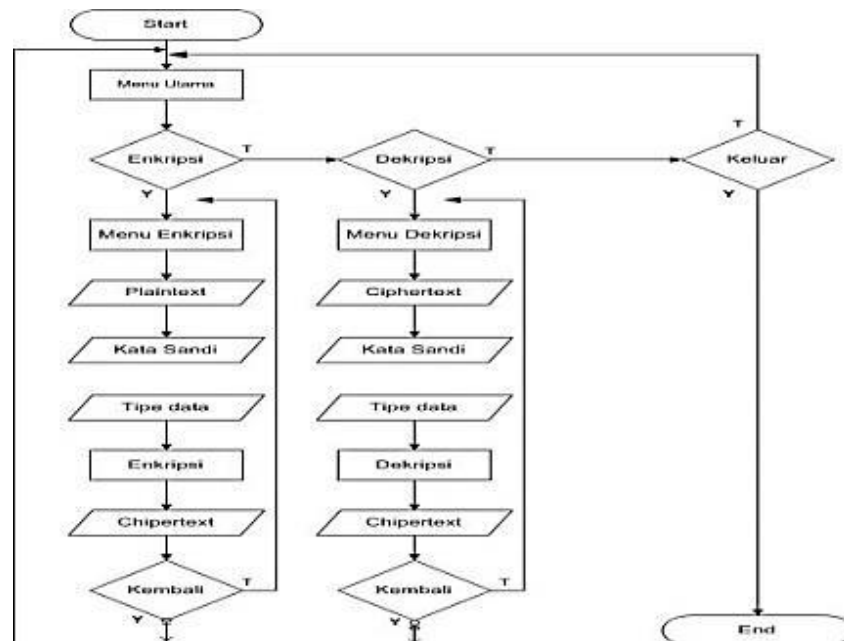 Start
Menu Utama
T
Enkripsi
T
Dekripsi
T
Keluar
Y
Y
Y
Menu Enkripsi
Menu Dekripsi
Plaintext
Ciphertext
Kata Sandi
Kata Sandi
Tipe data
Tipe data
Enkripsi
Dekripsi
Chipertext
Chipertext
Kembali
T
Kembali
T
Y
Y
End